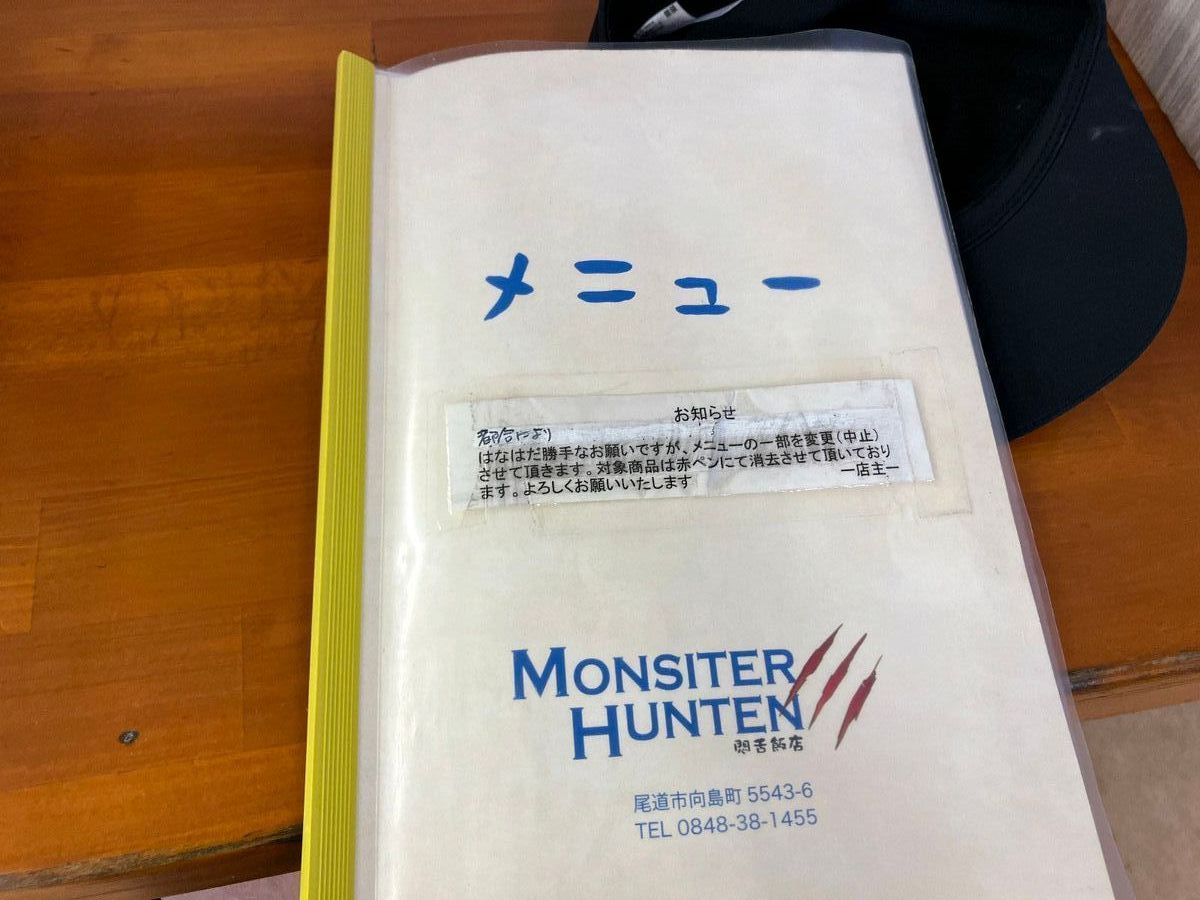 メニュー
お知らせ
都合により
はなはだ勝手なお願いですが、メニューの一部を変更(中止)
させて頂きます。対象商品は赤ペンにて消去させて頂いており
ます。よろしくお願いいたします
ー店主ー
MONSITER
HUNTEN
悶舌飯店
尾道市向島町 5543-6
TEL 0848-38-1455